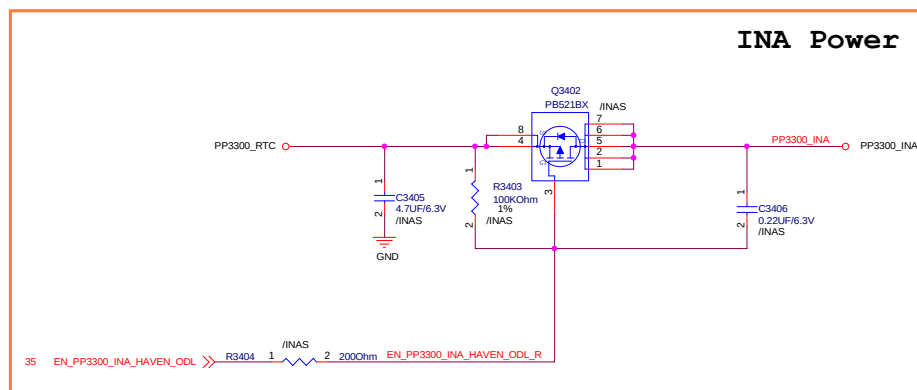 INA Power
Q3402
PB521BX
/INAS
8
4
7
6
5
2
1
3
PP3300_RTC
PP3300_INA
PP3300_INA
1
C3405
4.7UF/6.3V
2
/INAS
GND
1
R3403
100KOhm
1%
2
/INAS
1
C3406
0.22UF/6.3V
2
/INAS
/INAS
35 EN_PP3300_INA_HAVEN_ODL R3404 1 2 200Ohm EN_PP3300_INA_HAVEN_ODL_R